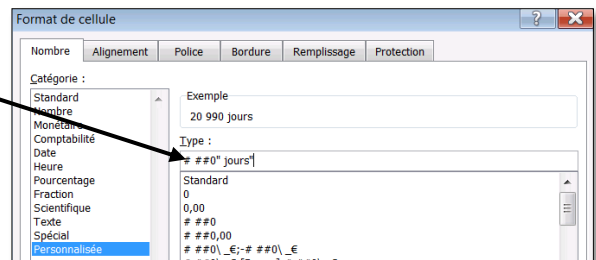 Format de cellule
Nombre Alignement Police Bordure Remplissage Protection
Catégorie :
Standard
Nombre
Monétaire
Comptabilité
Date
Heure
Pourcentage
Fraction
Scientifique
Texte
Spécial
Personnalisée
Exemple
20 990 jours
Type :
# ##0" jours"
Standard
0
0,00
# ##0
# ##0,00
# ##0\ _€;-# ##0\ _€